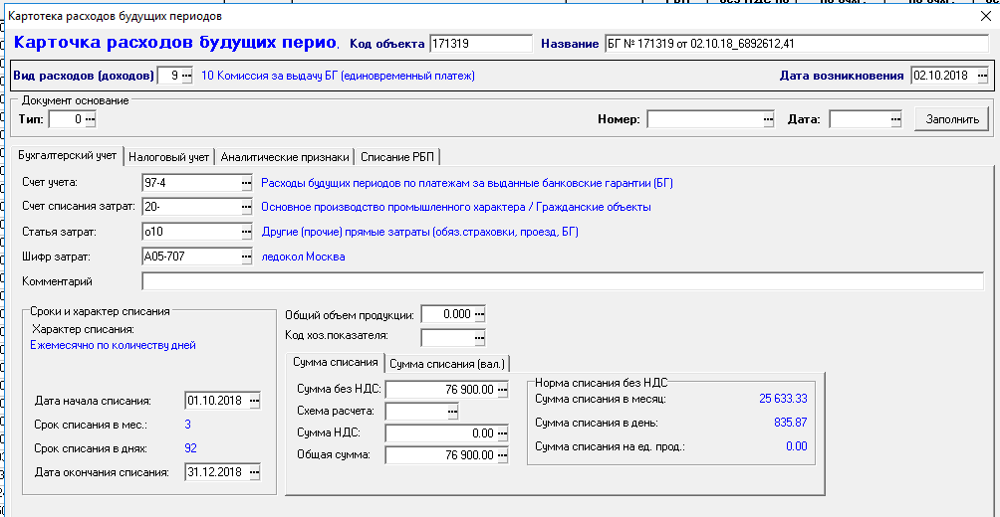 Картотека расходов будущих периодов
Карточка расходов будущих перио. Код объекта 171319 Название БГ № 171319 от 02.10.18_6892612,41
Вид расходов (доходов) 9 10 Комиссия за выдачу БГ (единовременный платеж) Дата возникновения 02.10.2018
Документ основание
Тип: 0 Номер: Дата: Заполнить
Бухгалтерский учет Налоговый учет Аналитические признаки Списание РБП
Счет учета: 97-4 Расходы будущих периодов по платежам за выданные банковские гарантии (БГ)
Счет списания затрат: 20- Основное производство промышленного характера / Гражданские объекты
Статья затрат: о10 Другие (прочие) прямые затраты (обяз.страховки, проезд, БГ)
Шифр затрат: А05-707 ледокол Москва
Комментарий
Сроки и характер списания
Характер списания:
Ежемесячно по количеству дней
Дата начала списания: 01.10.2018
Срок списания в мес.: 3
Срок списания в днях: 92
Дата окончания списания: 31.12.2018
Общий объем продукции: 0.000
Код хоз.показателя:
Сумма списания Сумма списания (вал.)
Сумма без НДС: 76 900.00
Схема расчета:
Сумма НДС: 0.00
Общая сумма: 76 900.00
Норма списания без НДС
Сумма списания в месяц: 25 633.33
Сумма списания в день: 835.87
Сумма списания на ед. прод.: 0.00